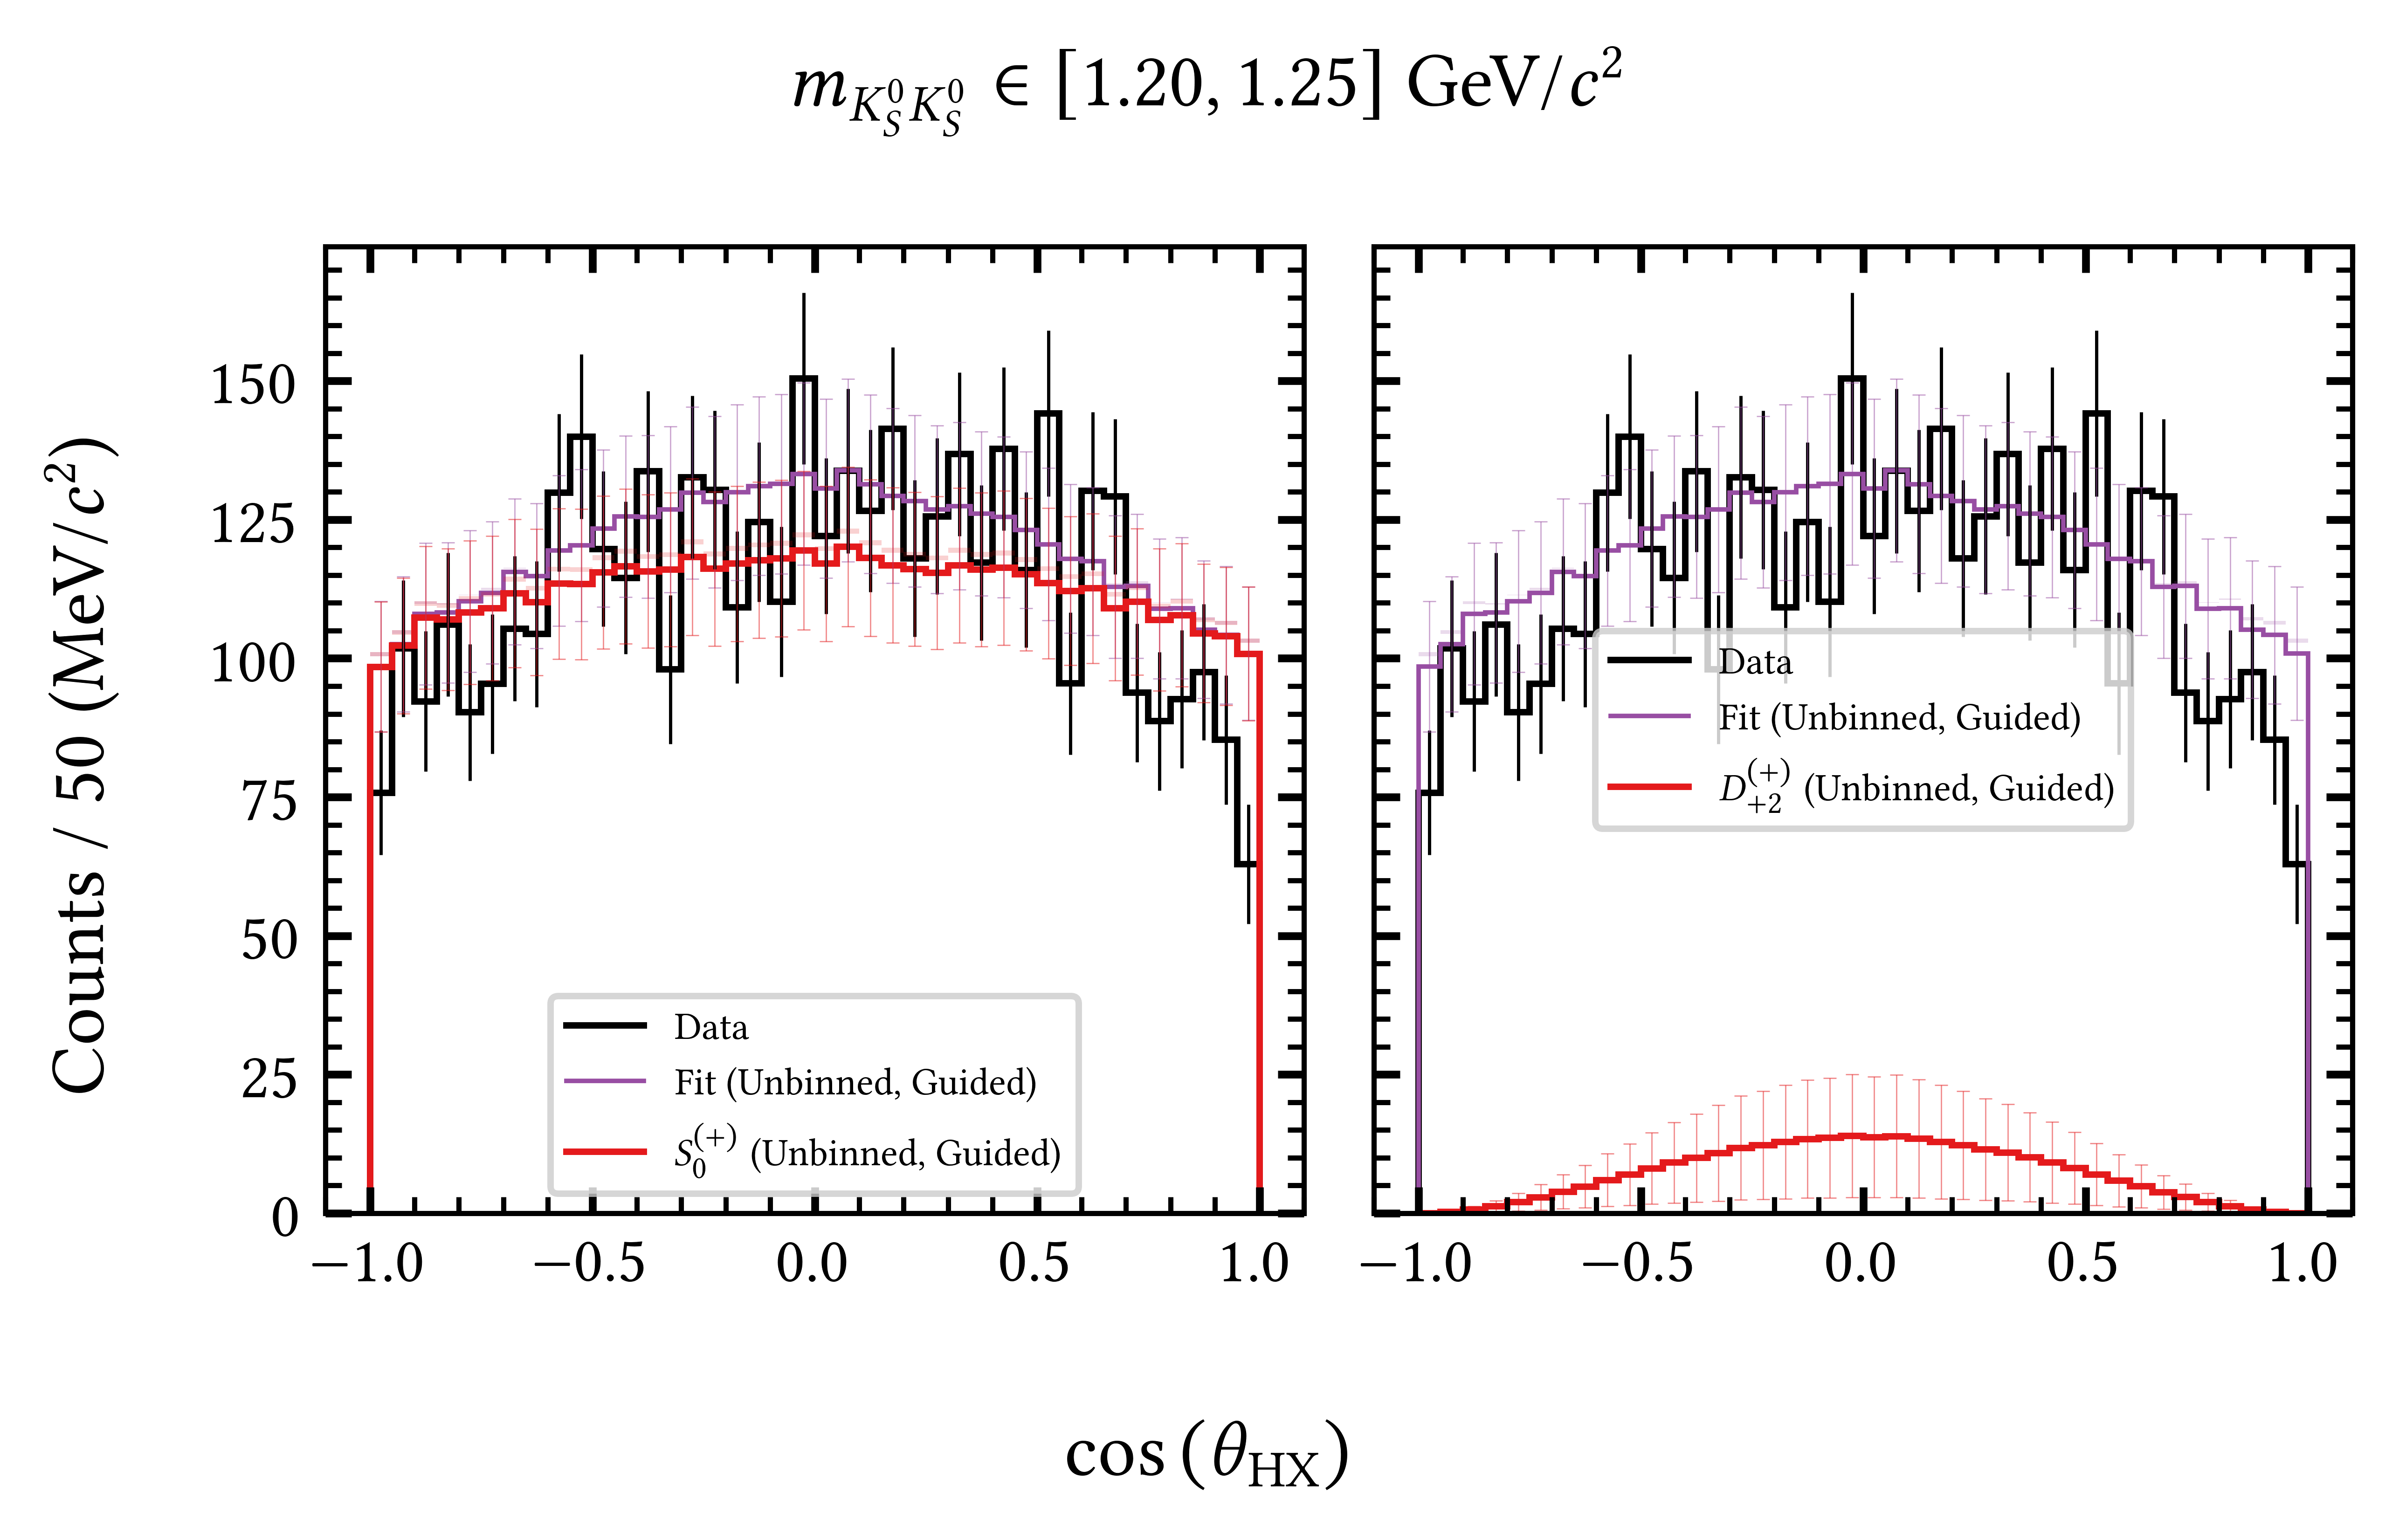 m_{K_S^0 K_S^0} ∈ [1.20, 1.25] GeV/c²
Counts / 50 (MeV/c²)
150
125
100
75
50
25
0
Data
Fit (Unbinned, Guided)
S_0^{(+)} (Unbinned, Guided)
−1.0 −0.5 0.0 0.5 1.0
Data
Fit (Unbinned, Guided)
D_{+2}^{(+)} (Unbinned, Guided)
−1.0 −0.5 0.0 0.5 1.0
cos (θ_{HX})